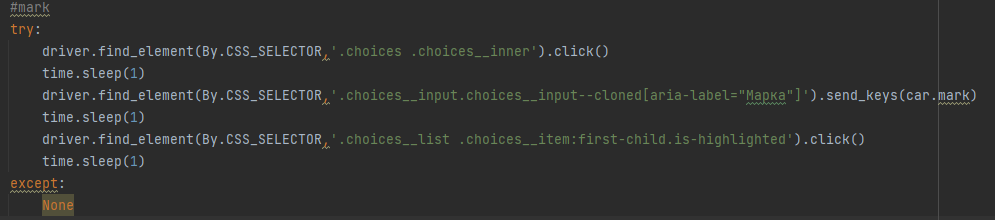 #mark
try:
    driver.find_element(By.CSS_SELECTOR,'.choices .choices__inner').click()
    time.sleep(1)
    driver.find_element(By.CSS_SELECTOR,'.choices__input.choices__input--cloned[aria-label="Марка"]').send_keys(car.mark)
    time.sleep(1)
    driver.find_element(By.CSS_SELECTOR,'.choices__list .choices__item:first-child.is-highlighted').click()
    time.sleep(1)
except:
    None